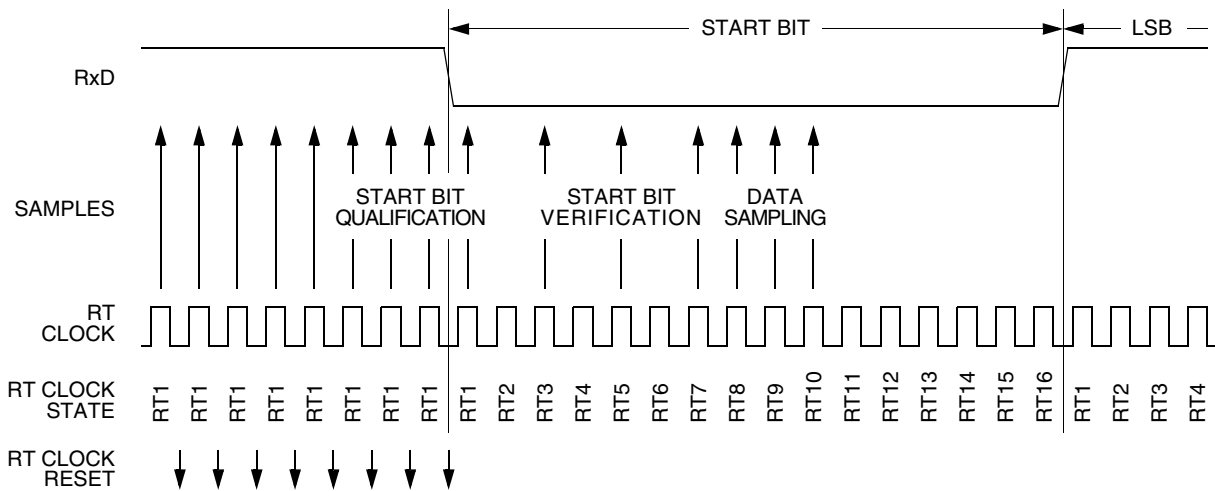 START BIT
LSB
RxD
SAMPLES
START BIT
QUALIFICATION
START BIT
VERIFICATION
DATA
SAMPLING
RT
CLOCK
RT CLOCK
STATE
RT1 RT1 RT1 RT1 RT1 RT1 RT1 RT1 RT1 RT2 RT3 RT4 RT5 RT6 RT7 RT8 RT9 RT10 RT11 RT12 RT13 RT14 RT15 RT16 RT1 RT2 RT3 RT4
RT CLOCK
RESET